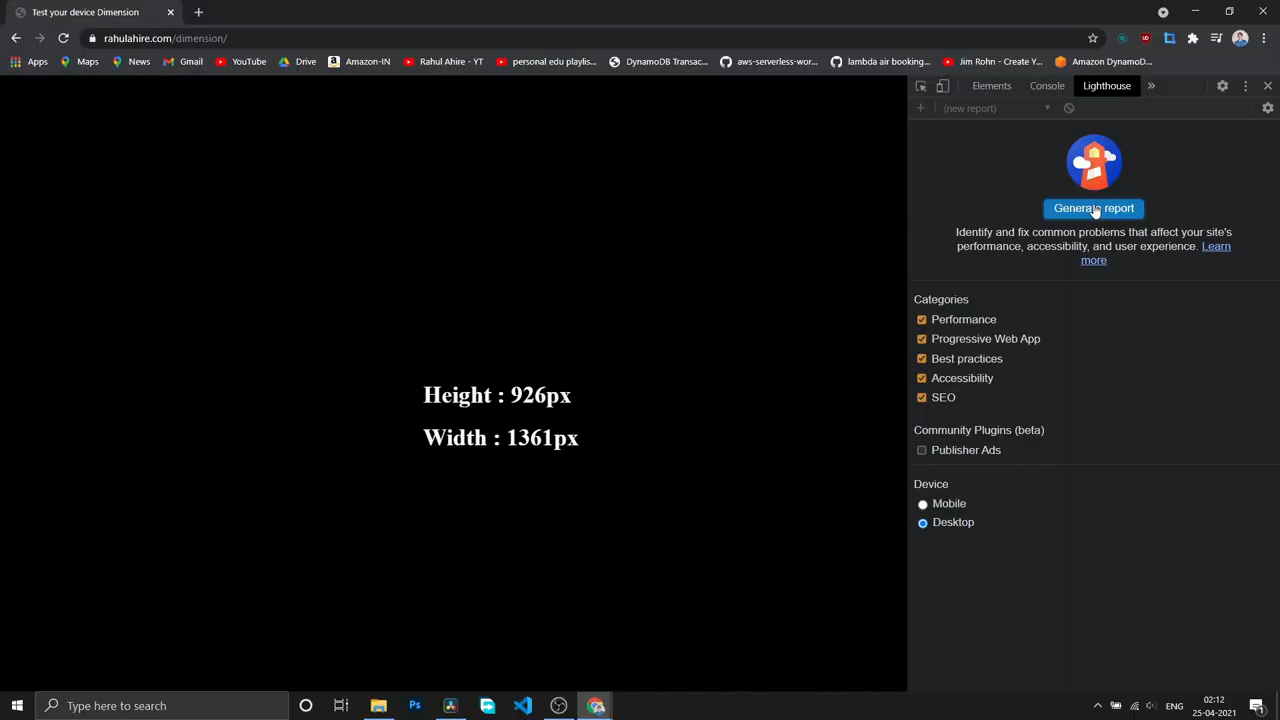 Test your device Dimension
rahulahire.com/dimension/
Apps Maps News Gmail YouTube Drive Amazon-IN Rahul Ahire - YT personal edu playlis... DynamoDB Transac... aws-serverless-wor... lambda air booking... Jim Rohn - Create Y... Amazon DynamoD...
Elements Console Lighthouse
(new report)
Generate report
Identify and fix common problems that affect your site's
performance, accessibility, and user experience. Learn
more
Categories
Performance
Progressive Web App
Best practices
Accessibility
SEO
Community Plugins (beta)
Publisher Ads
Device
Mobile
Desktop
Height : 926px
Width : 1361px
Type here to search
Ps
ENG
02:12
25-04-2021
1